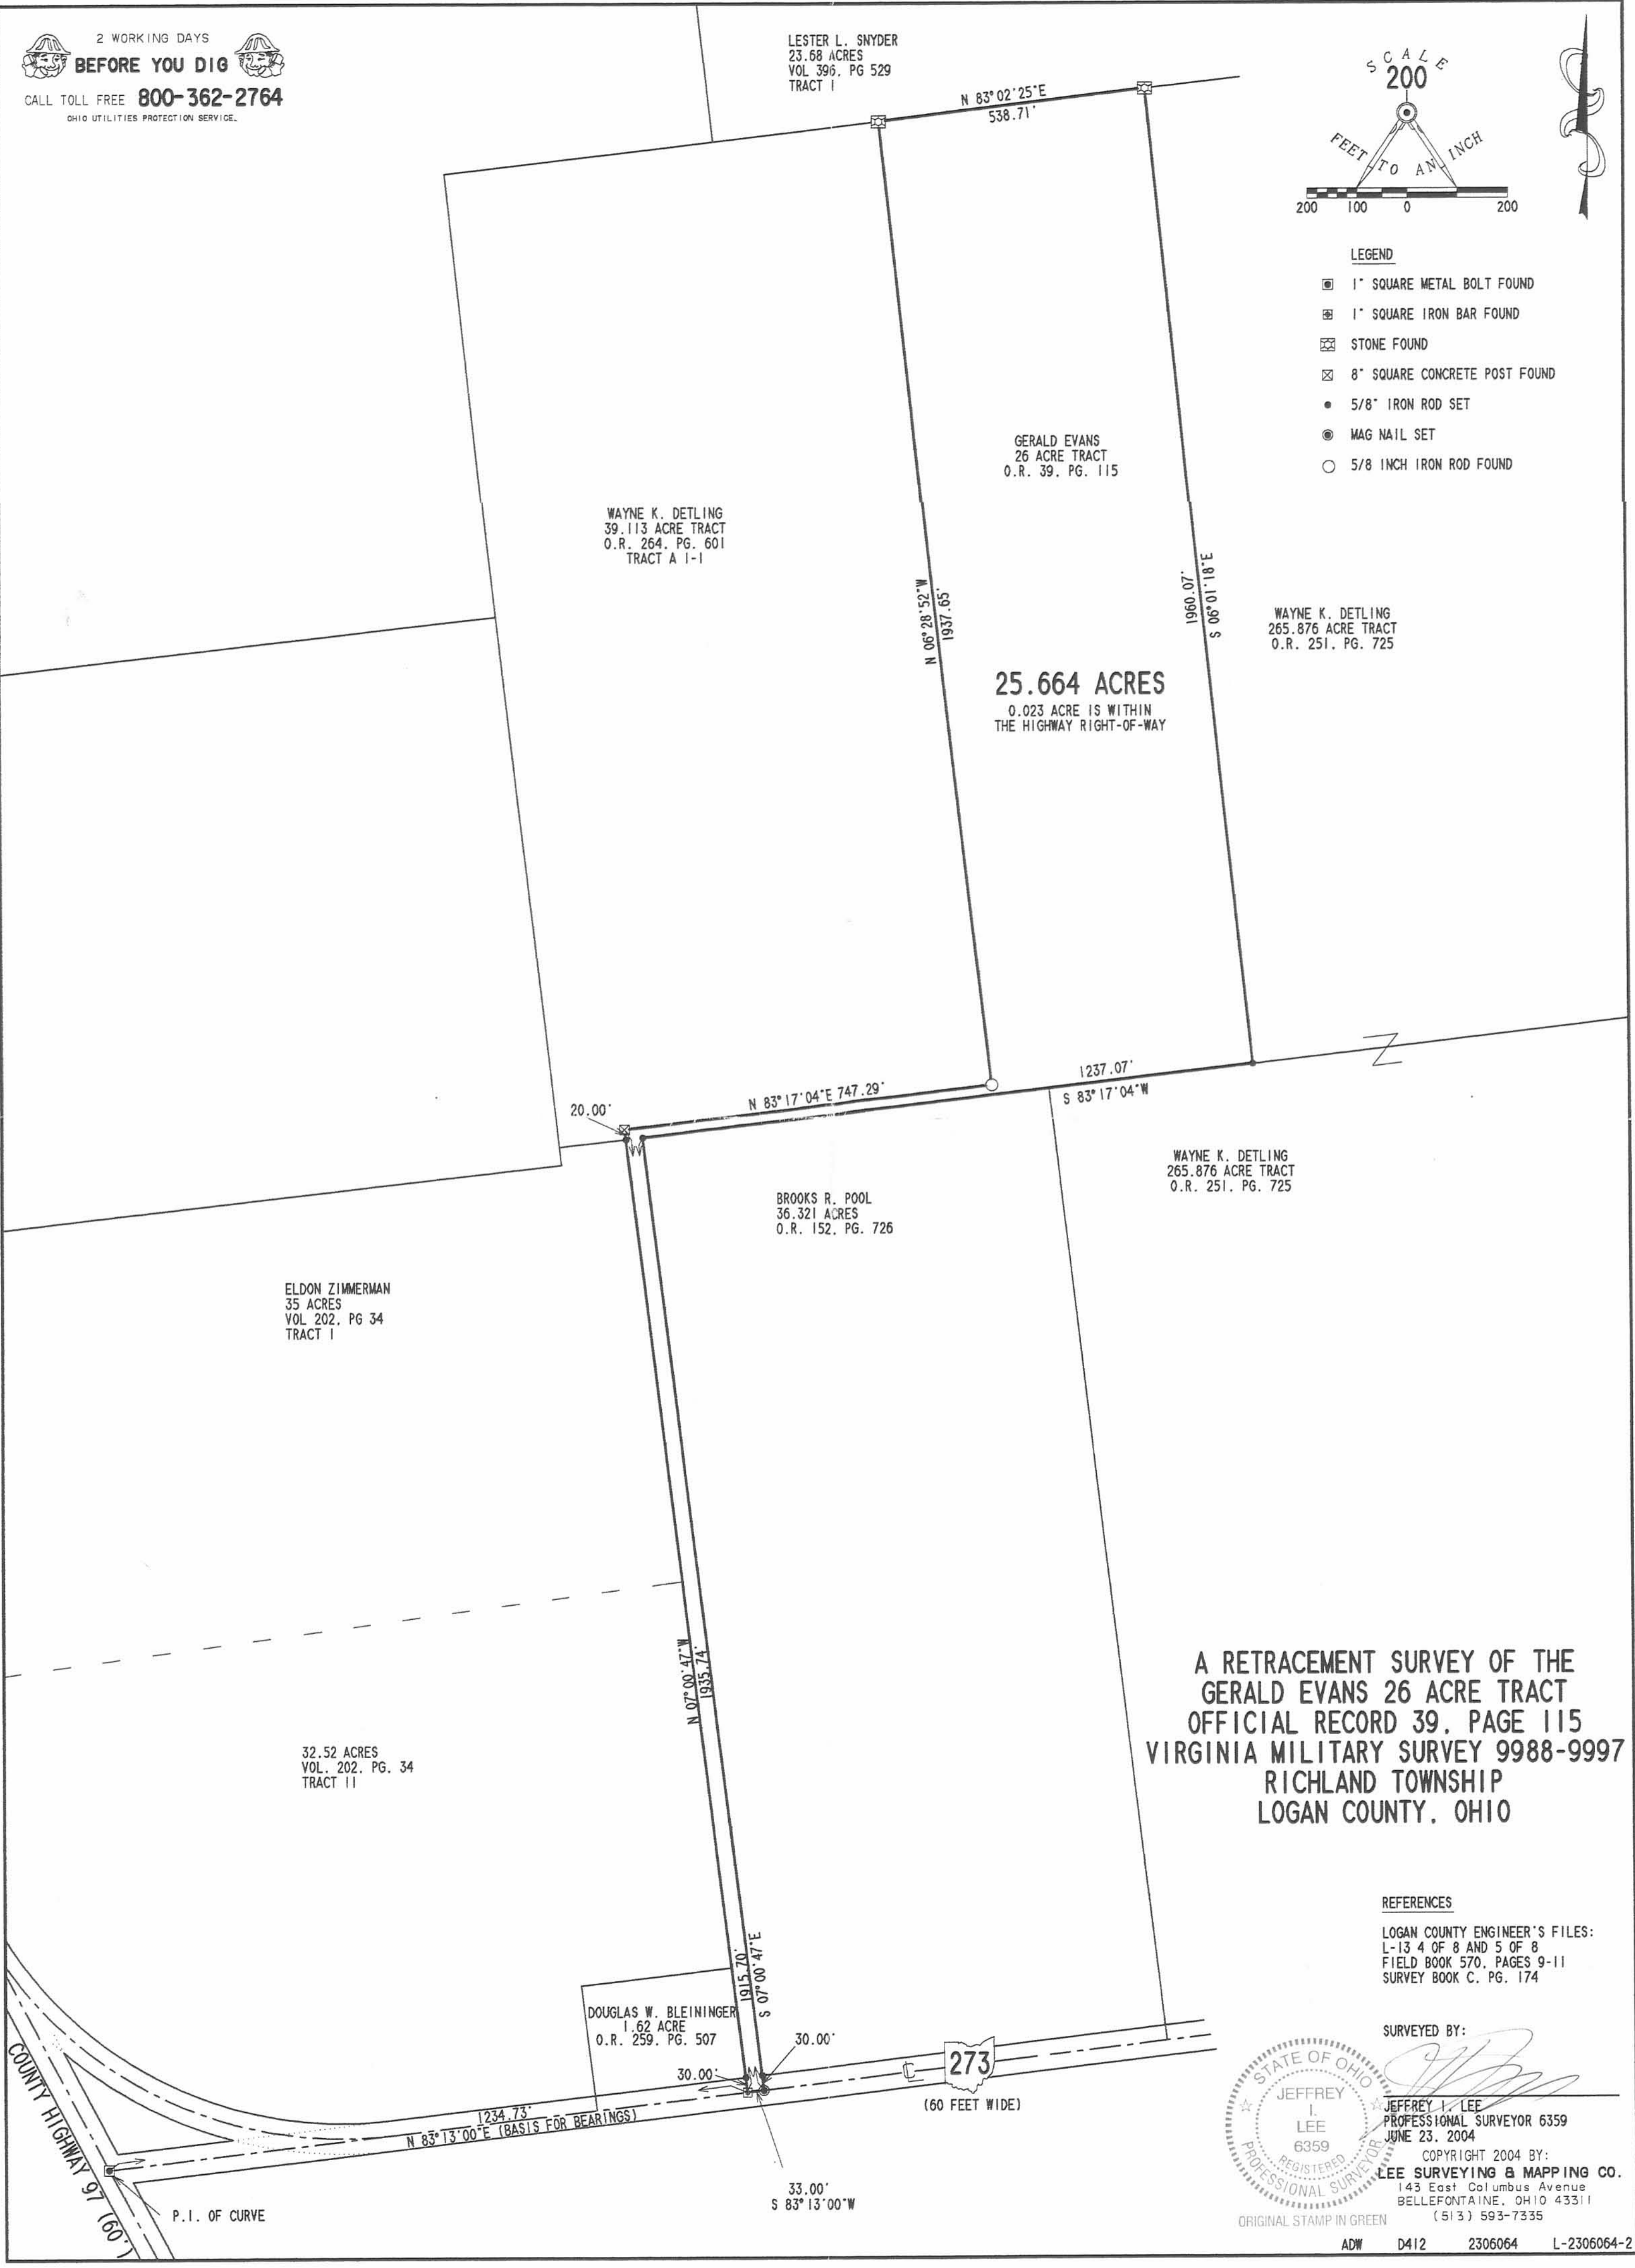 2 WORKING DAYS
BEFORE YOU DIG
CALL TOLL FREE 800-362-2764
OHIO UTILITIES PROTECTION SERVICE.
LESTER L. SNYDER
23.68 ACRES
VOL 396, PG 529
TRACT I
N 83°02'25"E
538.71'
SCALE
200
FEET TO AN INCH
200 100 0 200
LEGEND
1" SQUARE METAL BOLT FOUND
1" SQUARE IRON BAR FOUND
STONE FOUND
8" SQUARE CONCRETE POST FOUND
5/8" IRON ROD SET
MAG NAIL SET
5/8 INCH IRON ROD FOUND
GERALD EVANS
26 ACRE TRACT
O.R. 39, PG. 115
WAYNE K. DETLING
39.113 ACRE TRACT
O.R. 264, PG. 601
TRACT A 1-1
N 06°28'52"W
1937.65'
1960.07'
S 06°01'18"E
WAYNE K. DETLING
265.876 ACRE TRACT
O.R. 251, PG. 725
25.664 ACRES
0.023 ACRE IS WITHIN
THE HIGHWAY RIGHT-OF-WAY
20.00'
N 83°17'04"E 747.29'
1237.07'
S 83°17'04"W
WAYNE K. DETLING
265.876 ACRE TRACT
O.R. 251, PG. 725
BROOKS R. POOL
36.321 ACRES
O.R. 152, PG. 726
ELDON ZIMMERMAN
35 ACRES
VOL 202, PG 34
TRACT I
N 07°00'47"W
1935.74'
32.52 ACRES
VOL. 202, PG. 34
TRACT II
A RETRACEMENT SURVEY OF THE
GERALD EVANS 26 ACRE TRACT
OFFICIAL RECORD 39, PAGE 115
VIRGINIA MILITARY SURVEY 9988-9997
RICHLAND TOWNSHIP
LOGAN COUNTY, OHIO
REFERENCES
LOGAN COUNTY ENGINEER'S FILES:
L-13 4 OF 8 AND 5 OF 8
FIELD BOOK 570, PAGES 9-11
SURVEY BOOK C, PG. 174
1915.70'
S 07°00'47"E
DOUGLAS W. BLEININGER
1.62 ACRE
O.R. 259, PG. 507
30.00'
30.00'
273
(60 FEET WIDE)
1234.73'
N 83°13'00"E (BASIS FOR BEARINGS)
33.00'
S 83°13'00"W
COUNTY HIGHWAY 97 (60')
P.I. OF CURVE
SURVEYED BY:
STATE OF OHIO
JEFFREY
I.
LEE
6359
REGISTERED
PROFESSIONAL SURVEYOR
ORIGINAL STAMP IN GREEN
JEFFREY I. LEE
PROFESSIONAL SURVEYOR 6359
JUNE 23, 2004
COPYRIGHT 2004 BY:
LEE SURVEYING & MAPPING CO.
143 East Columbus Avenue
BELLEFONTAINE, OHIO 43311
(513) 593-7335
ADW D412 2306064 L-2306064-2